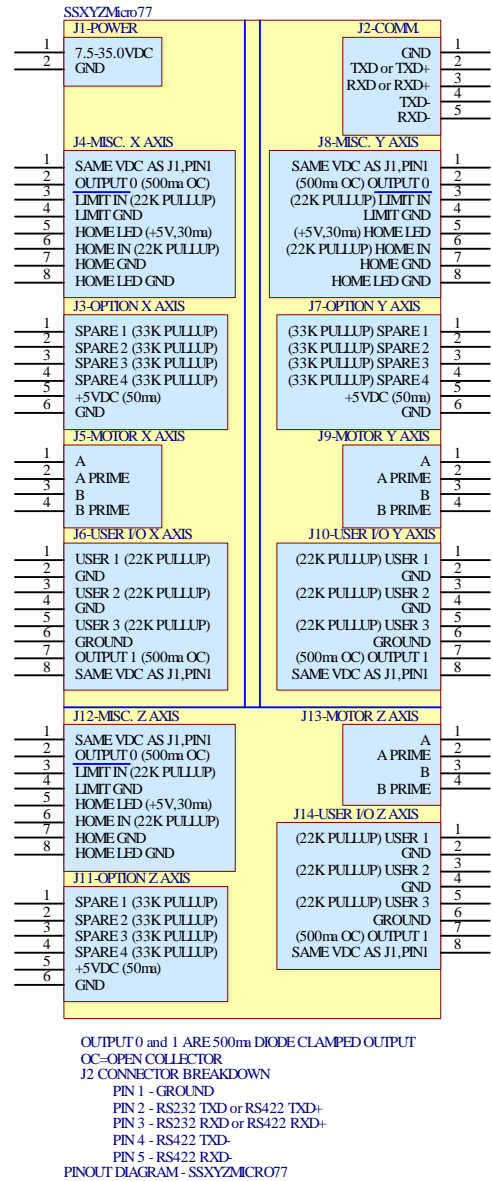 SSXYZMicro77
J1-POWER
1 7.5-35.0VDC
2 GND
J2-COMM.
GND 1
TXD or TXD+ 2
RXD or RXD+ 3
TXD- 4
RXD- 5
J4-MISC. X AXIS
1 SAME VDC AS J1,PIN1
2 OUTPUT 0 (500ma OC)
3 LIMIT IN (22K PULLUP)
4 LIMIT GND
5 HOME LED (+5V,30ma)
6 HOME IN (22K PULLUP)
7 HOME GND
8 HOME LED GND
J8-MISC. Y AXIS
SAME VDC AS J1,PIN1 1
(500ma OC) OUTPUT 0 2
(22K PULLUP) LIMIT IN 3
LIMIT GND 4
(+5V,30ma) HOME LED 5
(22K PULLUP) HOME IN 6
HOME GND 7
HOME LED GND 8
J3-OPTION X AXIS
1 SPARE 1 (33K PULLUP)
2 SPARE 2 (33K PULLUP)
3 SPARE 3 (33K PULLUP)
4 SPARE 4 (33K PULLUP)
5 +5VDC (50ma)
6 GND
J7-OPTION Y AXIS
(33K PULLUP) SPARE 1 1
(33K PULLUP) SPARE 2 2
(33K PULLUP) SPARE 3 3
(33K PULLUP) SPARE 4 4
+5VDC (50ma) 5
GND 6
J5-MOTOR X AXIS
1 A
2 A PRIME
3 B
4 B PRIME
J9-MOTOR Y AXIS
A 1
A PRIME 2
B 3
B PRIME 4
J6-USER I/O X AXIS
1 USER 1 (22K PULLUP)
2 GND
3 USER 2 (22K PULLUP)
4 GND
5 USER 3 (22K PULLUP)
6 GROUND
7 OUTPUT 1 (500ma OC)
8 SAME VDC AS J1,PIN1
J10-USER I/O Y AXIS
(22K PULLUP) USER 1 1
GND 2
(22K PULLUP) USER 2 3
GND 4
(22K PULLUP) USER 3 5
GROUND 6
(500ma OC) OUTPUT 1 7
SAME VDC AS J1,PIN1 8
J12-MISC. Z AXIS
1 SAME VDC AS J1,PIN1
2 OUTPUT 0 (500ma OC)
3 LIMIT IN (22K PULLUP)
4 LIMIT GND
5 HOME LED (+5V,30ma)
6 HOME IN (22K PULLUP)
7 HOME GND
8 HOME LED GND
J13-MOTOR Z AXIS
A 1
A PRIME 2
B 3
B PRIME 4
J14-USER I/O Z AXIS
(22K PULLUP) USER 1 1
GND 2
(22K PULLUP) USER 2 3
GND 4
(22K PULLUP) USER 3 5
GROUND 6
(500ma OC) OUTPUT 1 7
SAME VDC AS J1,PIN1 8
J11-OPTION Z AXIS
1 SPARE 1 (33K PULLUP)
2 SPARE 2 (33K PULLUP)
3 SPARE 3 (33K PULLUP)
4 SPARE 4 (33K PULLUP)
5 +5VDC (50ma)
6 GND
OUTPUT 0 and 1 ARE 500ma DIODE CLAMPED OUTPUT
OC=OPEN COLLECTOR
J2 CONNECTOR BREAKDOWN
PIN 1 - GROUND
PIN 2 - RS232 TXD or RS422 TXD+
PIN 3 - RS232 RXD or RS422 RXD+
PIN 4 - RS422 TXD-
PIN 5 - RS422 RXD-
PINOUT DIAGRAM - SSXYZMICRO77